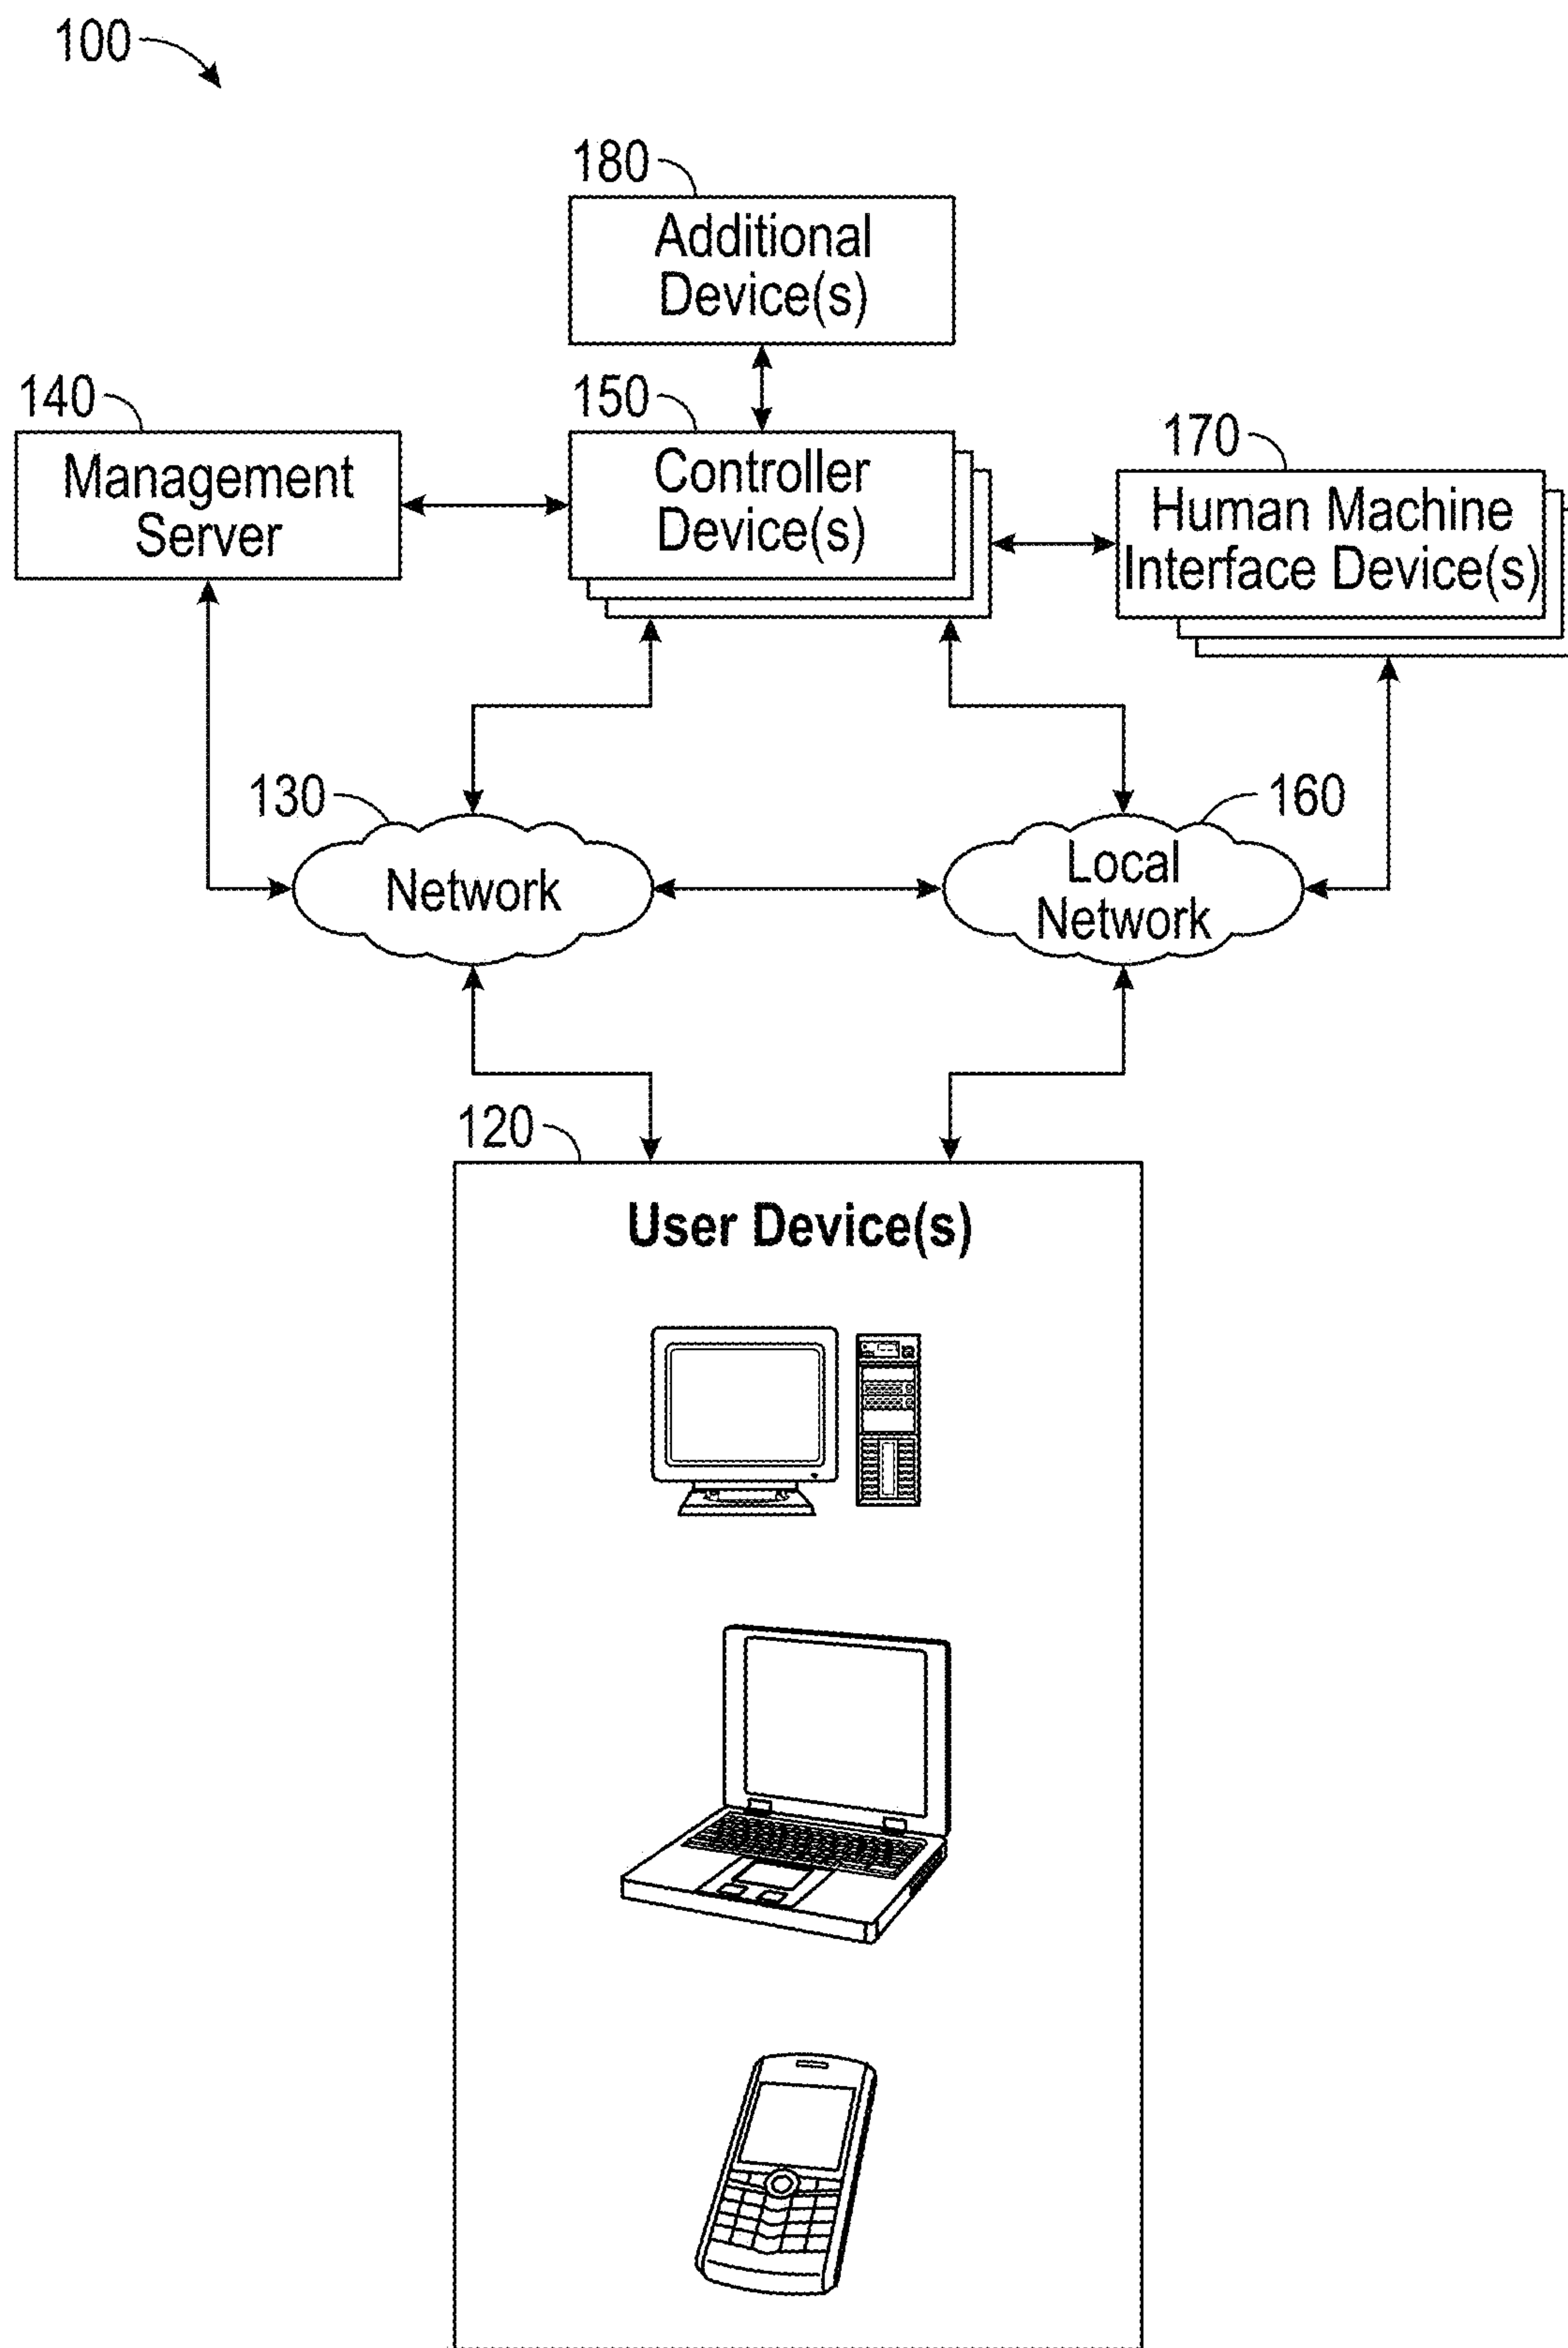 100
180
Additional
Device(s)
140
150
170
Management
Server
Controller
Device(s)
Human Machine
Interface Device(s)
130
160
Network
Local
Network
120
User Device(s)